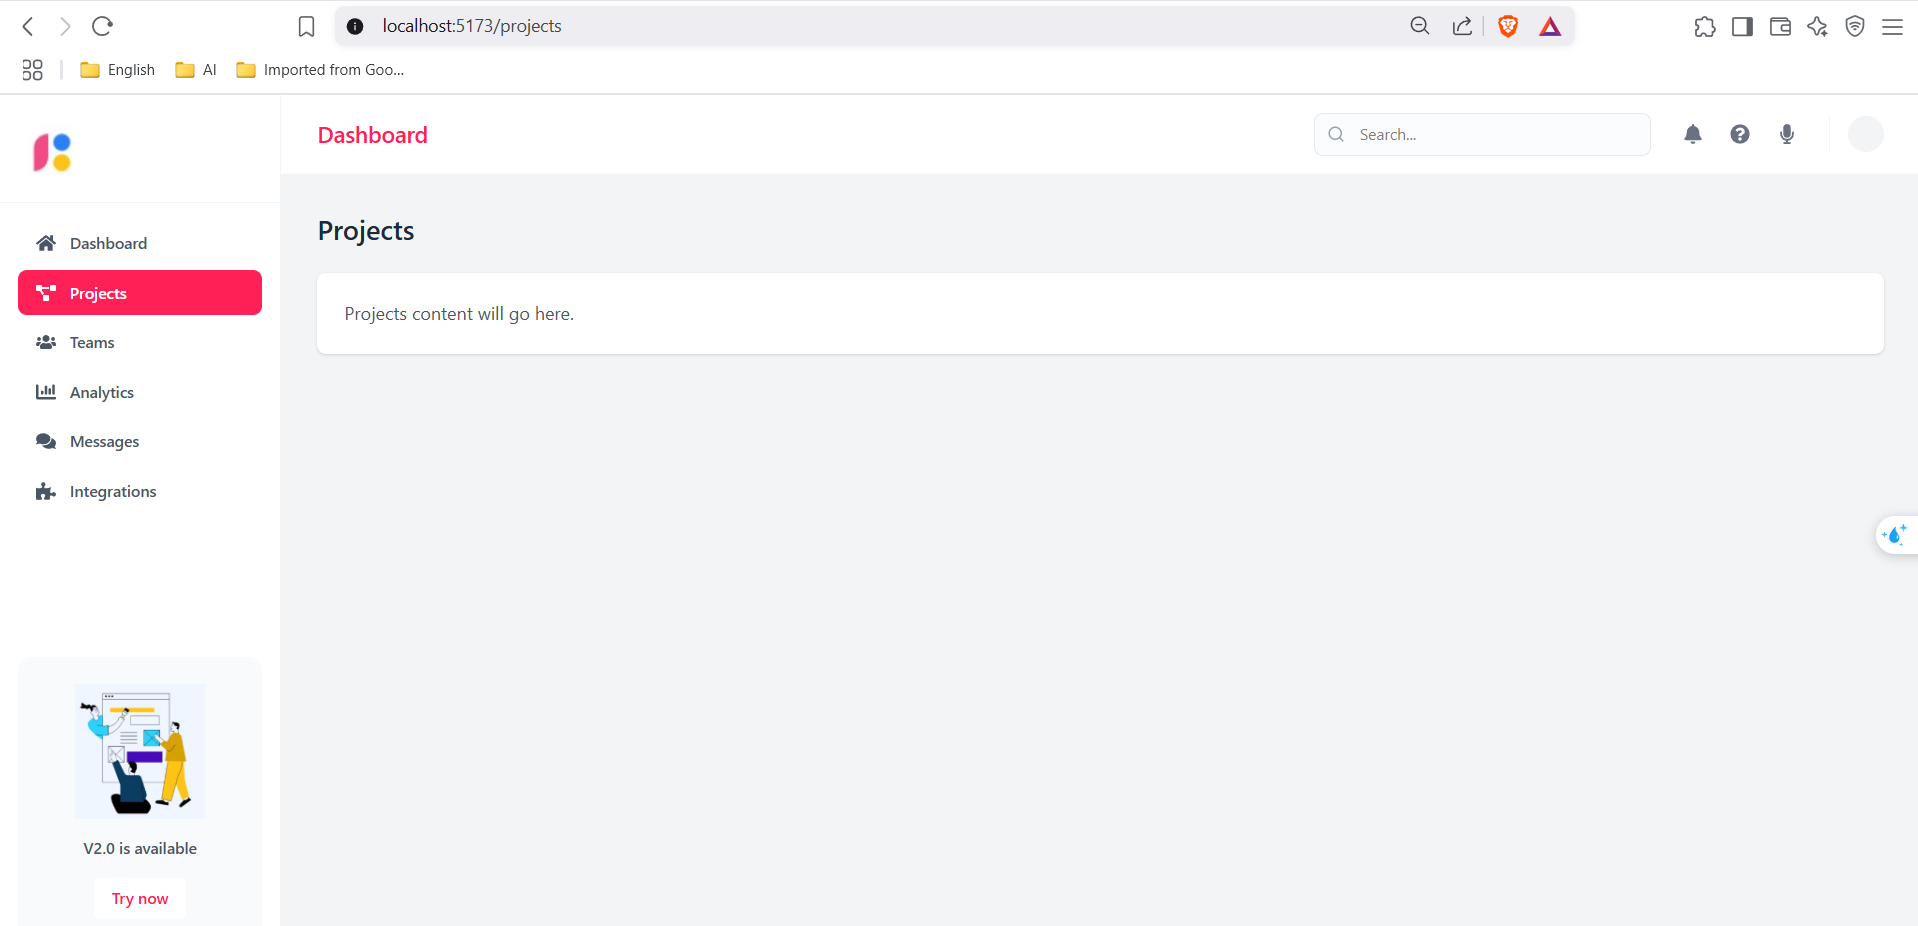 localhost:5173/projects
English
AI
Imported from Goo...
Dashboard
Search...
Dashboard
Projects
Teams
Analytics
Messages
Integrations
Projects
Projects content will go here.
V2.0 is available
Try now